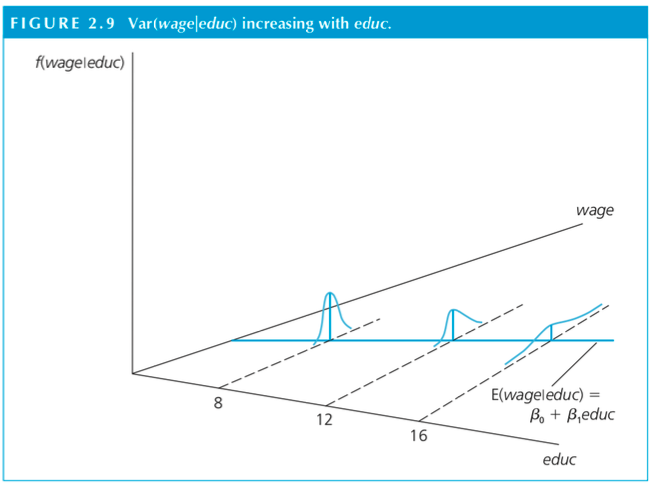 FIGURE 2.9 Var(wage|educ) increasing with educ.
f(wage|educ)
wage
8
12
16
E(wage|educ) =
β₀ + β₁educ
educ